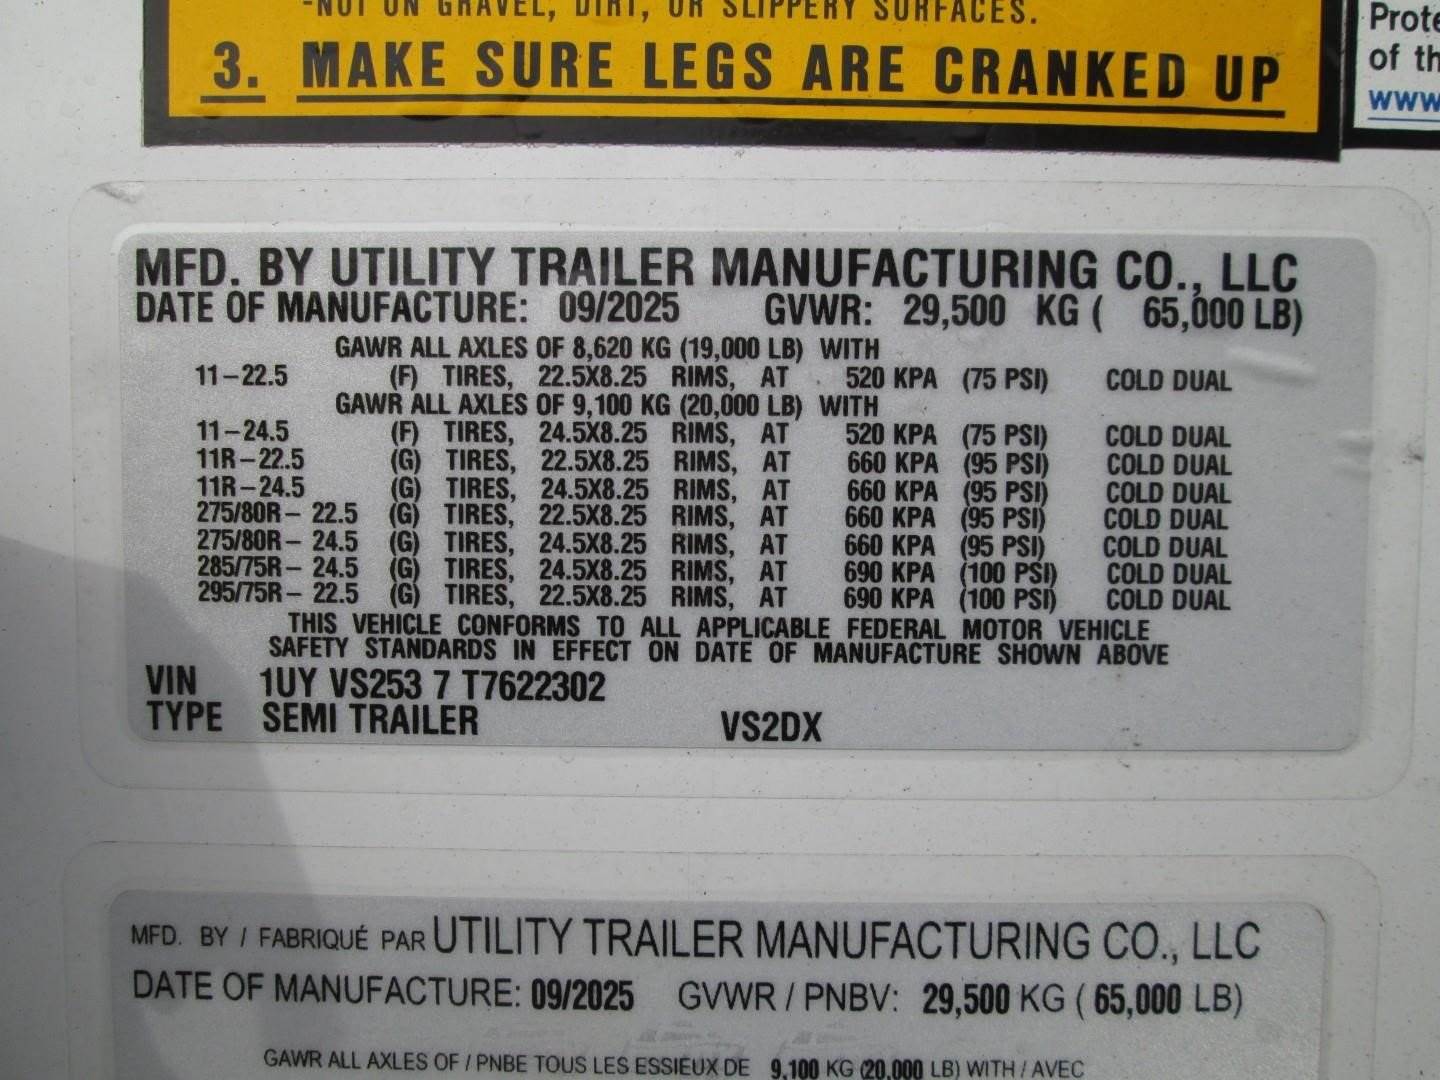 -NOT ON GRAVEL, DIRT, OR SLIPPERY SURFACES.
3. MAKE SURE LEGS ARE CRANKED UP
of
www
MFD. BY UTILITY TRAILER MANUFACTURING CO., LLC
DATE OF MANUFACTURE: 09/2025 GVWR: 29,500 KG ( 65,000 LB)
GAWR ALL AXLES OF 8,620 KG (19,000 LB) WITH
11-22.5 (F) TIRES, 22.5X8.25 RIMS, AT 520 KPA (75 PSI) COLD DUAL
GAWR ALL AXLES OF 9,100 KG (20,000 LB) WITH
11-24.5 (F) TIRES, 24.5X8.25 RIMS, AT 520 KPA (75 PSI) COLD DUAL
11R-22.5 (G) TIRES, 22.5X8.25 RIMS, AT 660 KPA (95 PSI) COLD DUAL
11R-24.5 (G) TIRES, 24.5X8.25 RIMS, AT 660 KPA (95 PSI) COLD DUAL
275/80R- 22.5 (G) TIRES, 22.5X8.25 RIMS, AT 660 KPA (95 PSI) COLD DUAL
275/80R- 24.5 (G) TIRES, 24.5X8.25 RIMS, AT 660 KPA (95 PSI) COLD DUAL
285/75R- 24.5 (G) TIRES, 24.5X8.25 RIMS, AT 690 KPA (100 PSI) COLD DUAL
295/75R- 22.5 (G) TIRES, 22.5X8.25 RIMS, AT 690 KPA (100 PSI) COLD DUAL
THIS VEHICLE CONFORMS TO ALL APPLICABLE FEDERAL MOTOR VEHICLE
SAFETY STANDARDS IN EFFECT ON DATE OF MANUFACTURE SHOWN ABOVE
VIN 1UY VS253 7 T7622302
TYPE SEMI TRAILER VS2DX
MFD. BY / FABRIQUÉ PAR UTILITY TRAILER MANUFACTURING CO., LLC
DATE OF MANUFACTURE: 09/2025 GVWR / PNBV: 29,500 KG ( 65,000 LB)
GAWR ALL AXLES OF / PNBE TOUS LES ESSIEUX DE 9,100 KG (20,000 LB) WITH / AVEC